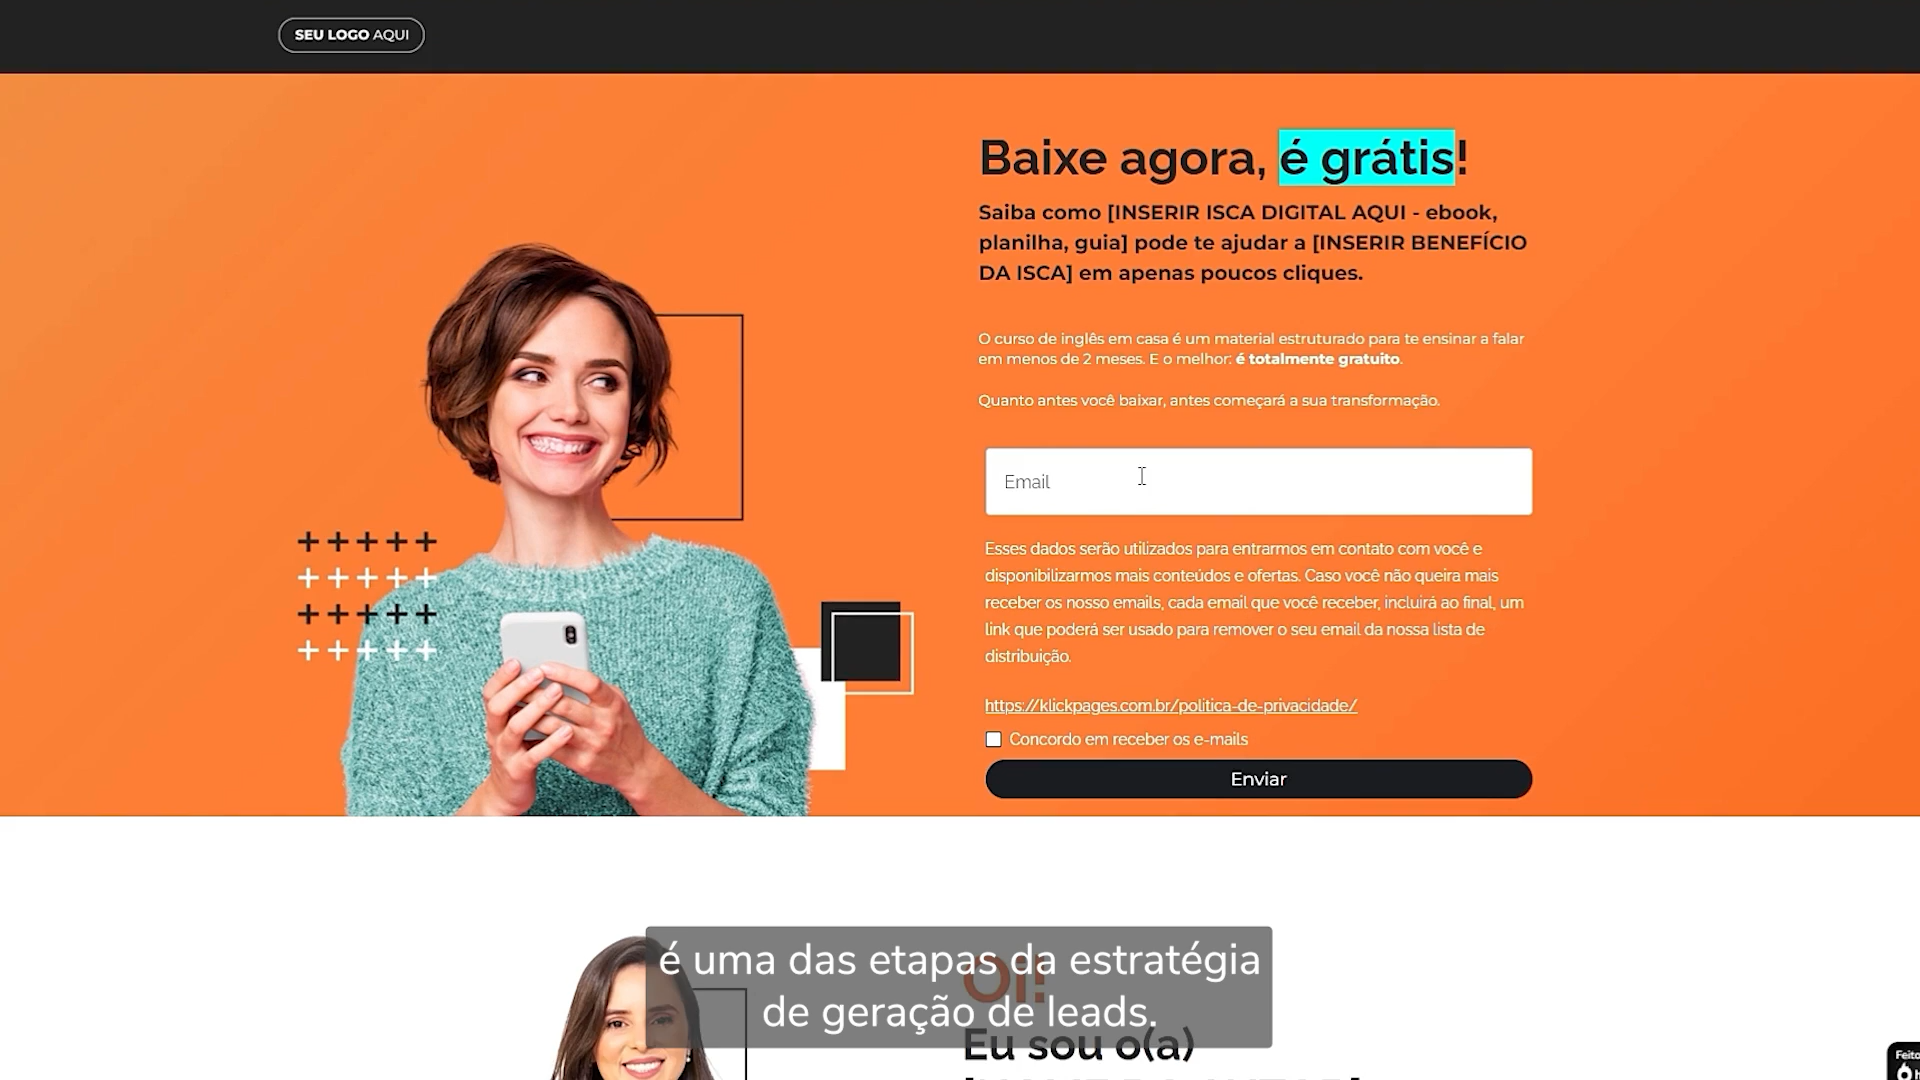 SEU LOGO AQUI
Baixe agora, é grátis!
Saiba como [INSERIR ISCA DIGITAL AQUI - ebook,
planilha, guia] pode te ajudar a [INSERIR BENEFÍCIO
DA ISCA] em apenas poucos cliques.
O curso de inglês em casa é um material estruturado para te ensinar a falar
em menos de 2 meses. E o melhor: é totalmente gratuito.
Quanto antes você baixar, antes começará a sua transformação.
Email
Esses dados serão utilizados para entrarmos em contato com você e
disponibilizarmos mais conteúdos e ofertas. Caso você não queira mais
receber os nosso emails, cada email que você receber, incluirá ao final, um
link que poderá ser usado para remover o seu email da nossa lista de
distribuição.
https://klickpages.com.br/politica-de-privacidade/
Concordo em receber os e-mails
Enviar
Oi!
é uma das etapas da estratégia
de geração de leads.
Eu sou o(a)
Feito